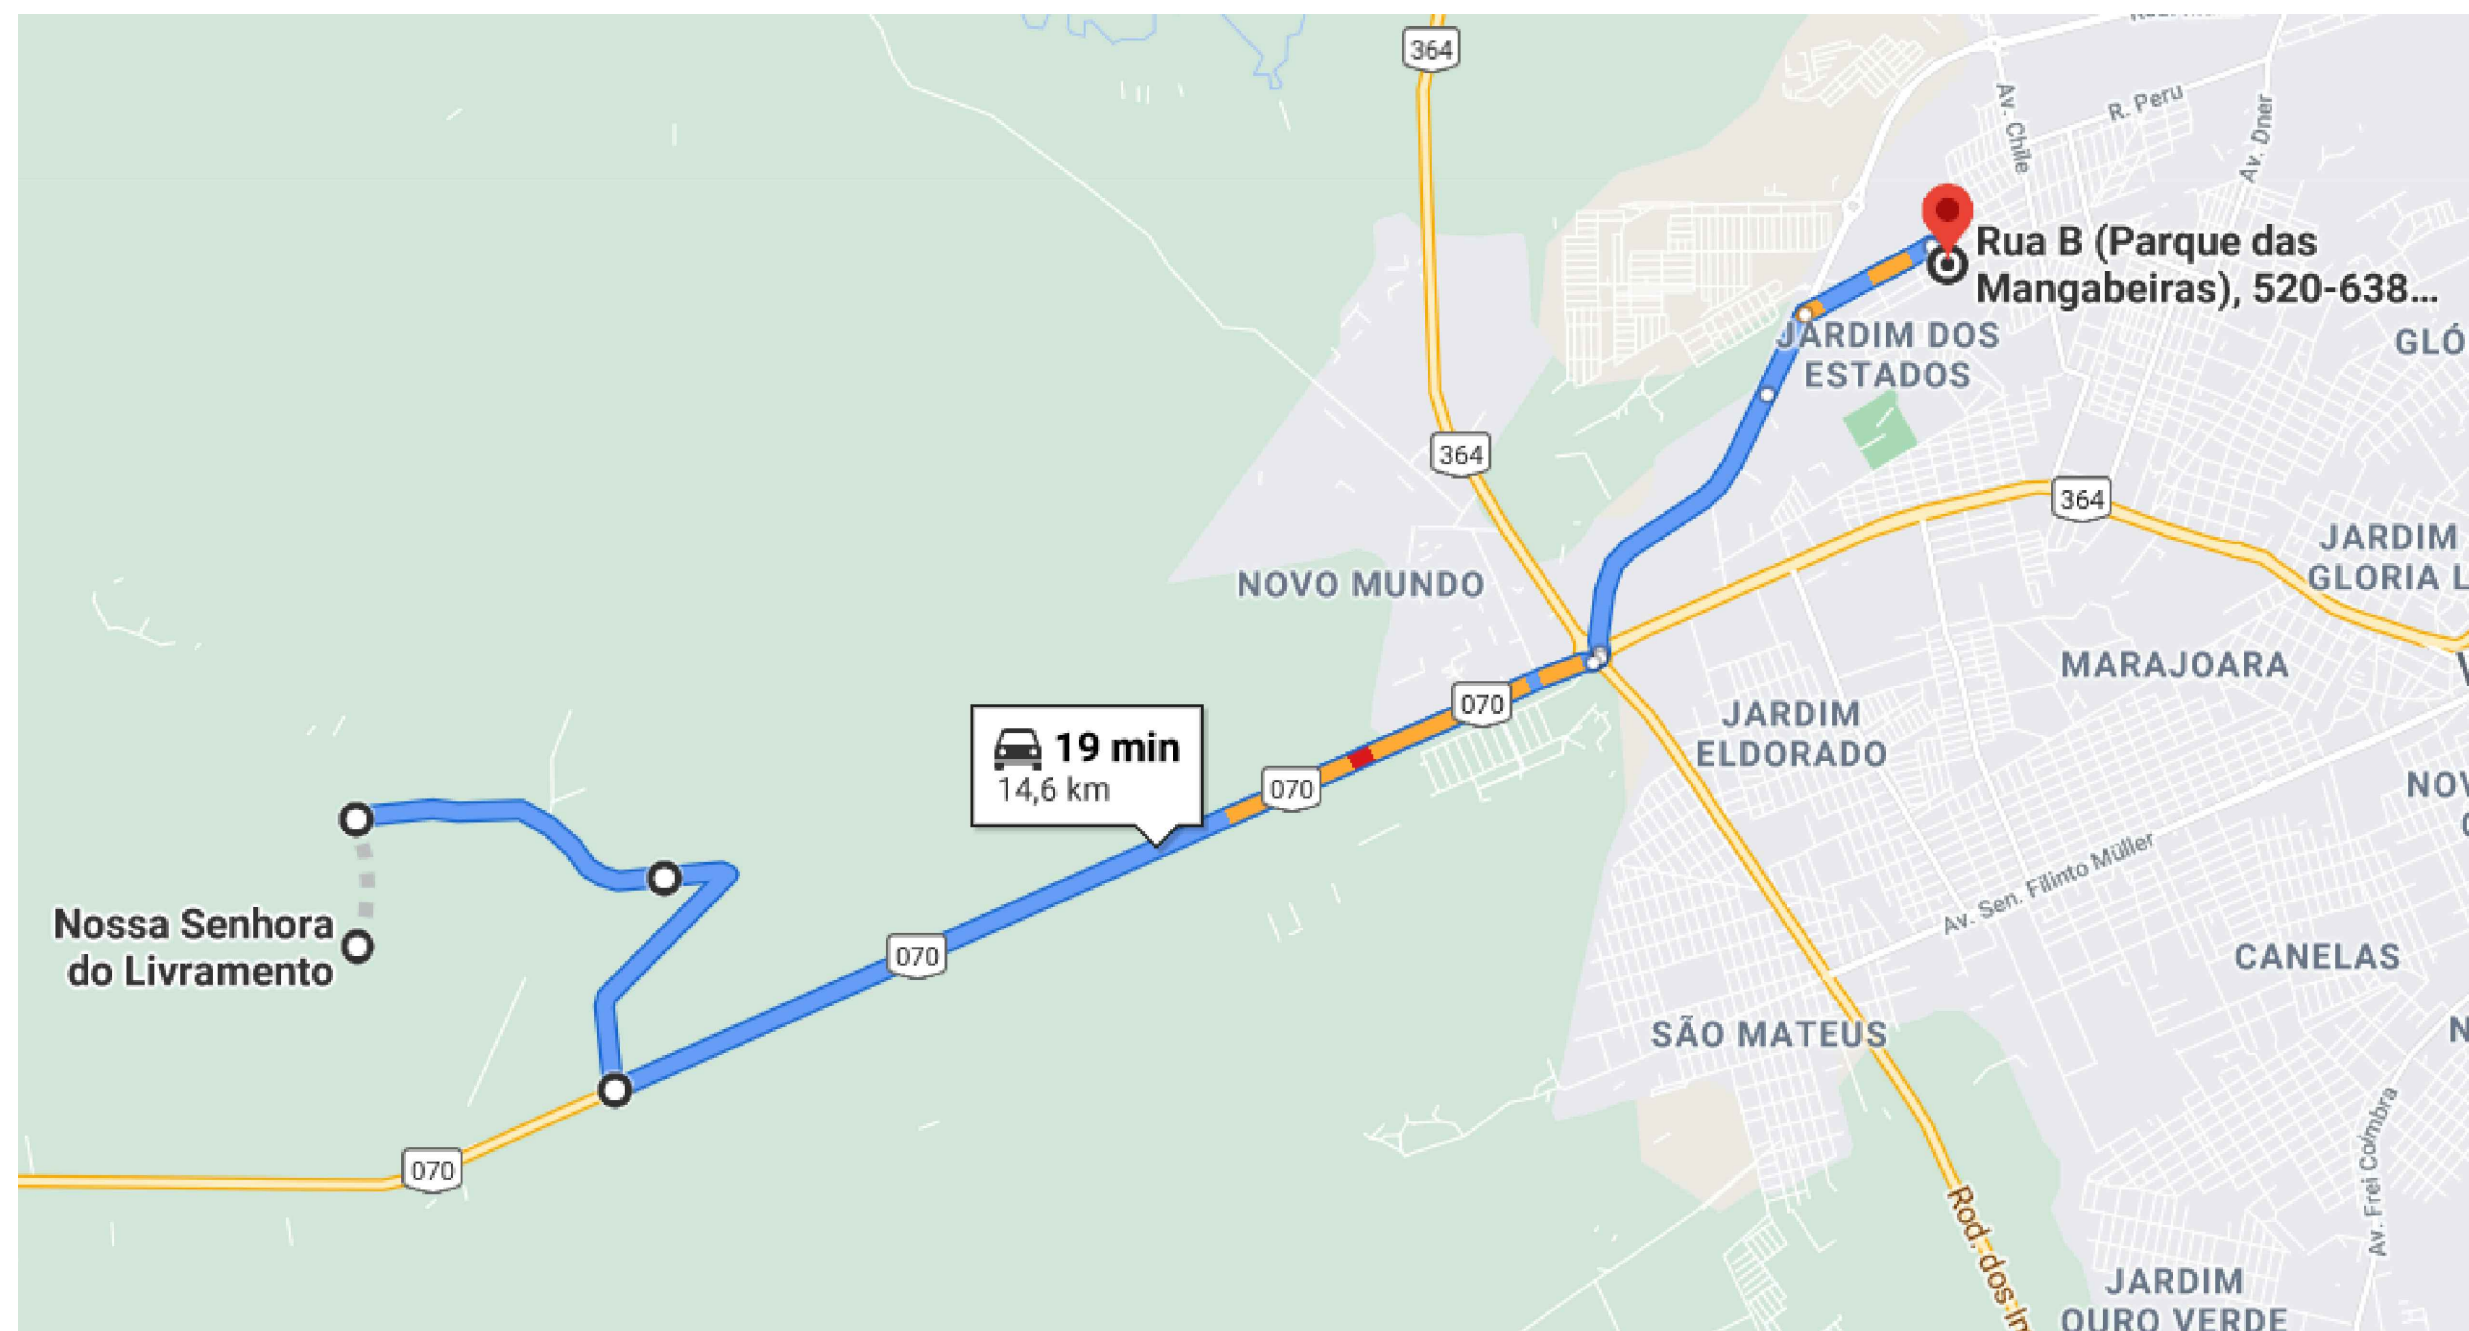 364
Av. Chile
R. Peru
Av. Dner
Rua B (Parque das
Mangabeiras), 520-638...
JARDIM DOS
ESTADOS
GLÓ
364
364
JARDIM
GLORIA L
NOVO MUNDO
MARAJOARA
070
JARDIM
ELDORADO
19 min
14,6 km
070
NOV
Av. Sen. Filinto Müller
Nossa Senhora
do Livramento
070
CANELAS
SÃO MATEUS
N
070
Av. Frei Coimbra
Rod. dos In
JARDIM
OURO VERDE